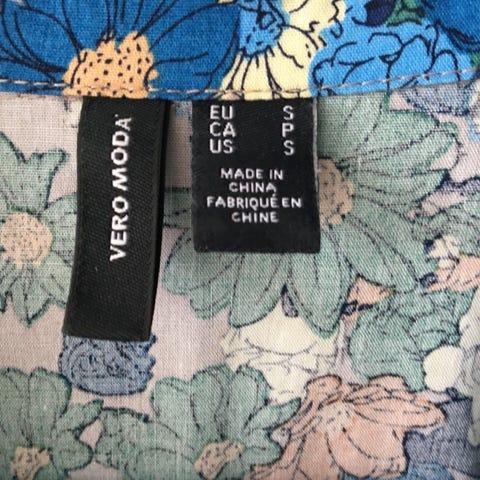 VERO MODA
EU S
CA P
US S
MADE IN
CHINA
FABRIQUÉ EN
CHINE